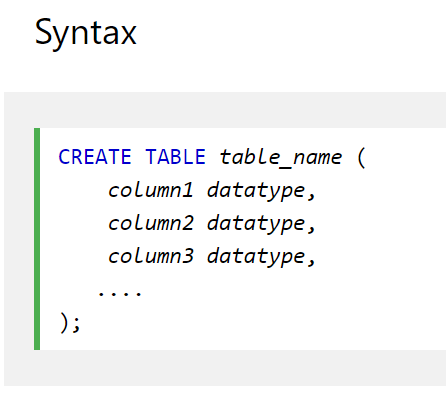 Syntax
CREATE TABLE table_name (
    column1 datatype,
    column2 datatype,
    column3 datatype,
   ....
);